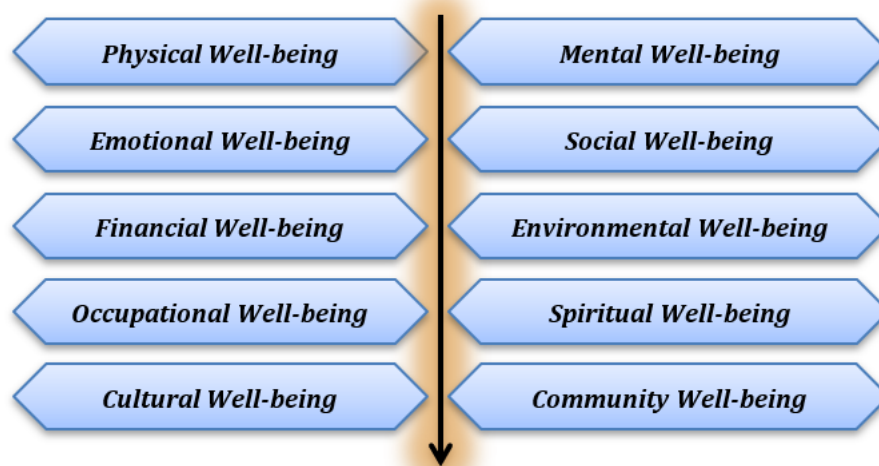 Physical Well-being
Mental Well-being
Emotional Well-being
Social Well-being
Financial Well-being
Environmental Well-being
Occupational Well-being
Spiritual Well-being
Cultural Well-being
Community Well-being